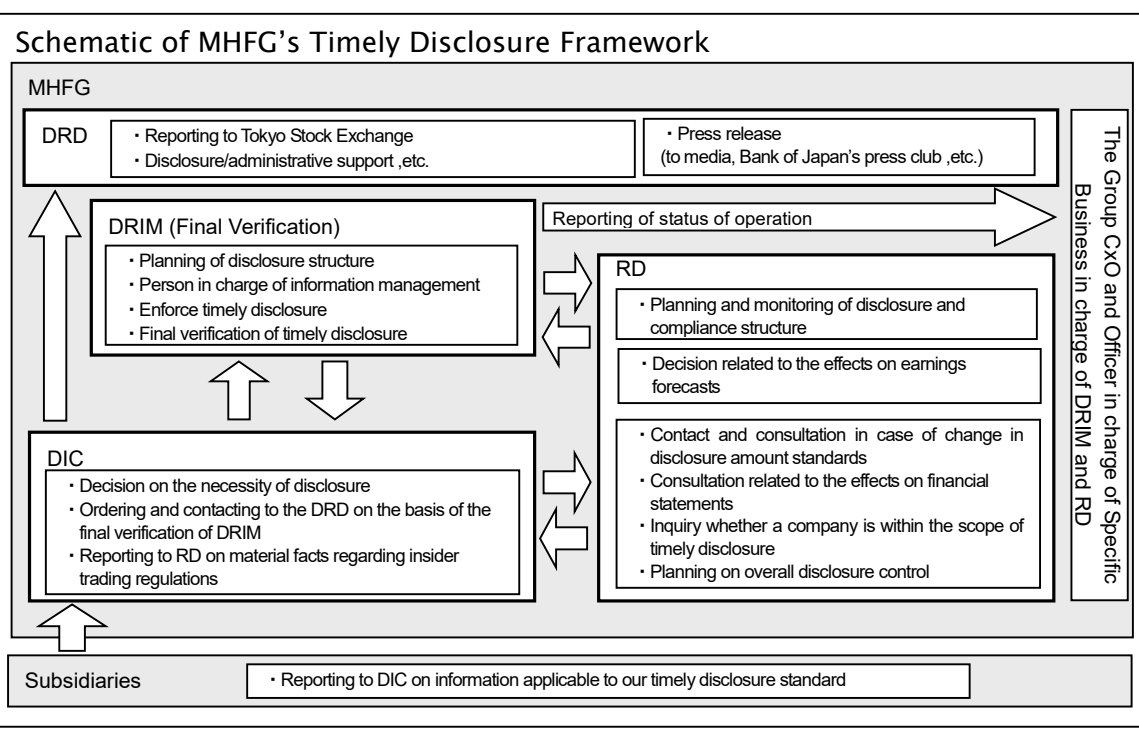 Schematic of MHFG's Timely Disclosure Framework
MHFG
DRD
・Reporting to Tokyo Stock Exchange
・Disclosure/administrative support ,etc.
・Press release
(to media, Bank of Japan's press club ,etc.)
The Group CxO and Officer in charge of Specific
Business in charge of DRIM and RD
DRIM (Final Verification)
・Planning of disclosure structure
・Person in charge of information management
・Enforce timely disclosure
・Final verification of timely disclosure
Reporting of status of operation
RD
・Planning and monitoring of disclosure and
compliance structure
・Decision related to the effects on earnings
forecasts
・Contact and consultation in case of change in
disclosure amount standards
・Consultation related to the effects on financial
statements
・Inquiry whether a company is within the scope of
timely disclosure
・Planning on overall disclosure control
DIC
・Decision on the necessity of disclosure
・Ordering and contacting to the DRD on the basis of the
final verification of DRIM
・Reporting to RD on material facts regarding insider
trading regulations
Subsidiaries
・Reporting to DIC on information applicable to our timely disclosure standard